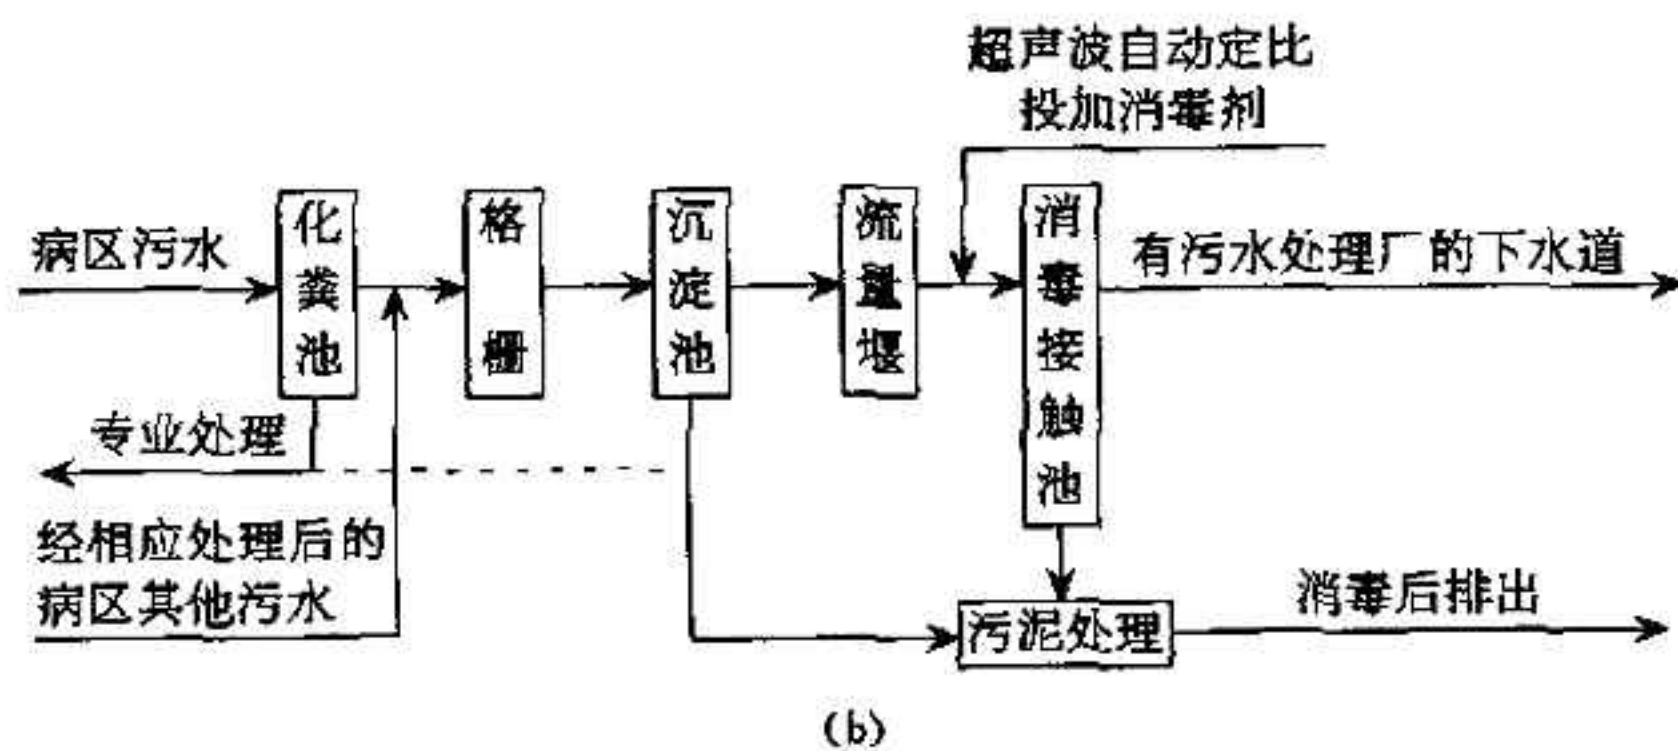 超声波自动定比
投加消毒剂
病区污水
化粪池
格栅
沉淀池
流量堰
消毒接触池
有污水处理厂的下水道
专业处理
经相应处理后的
病区其他污水
污泥处理
消毒后排出
(b)